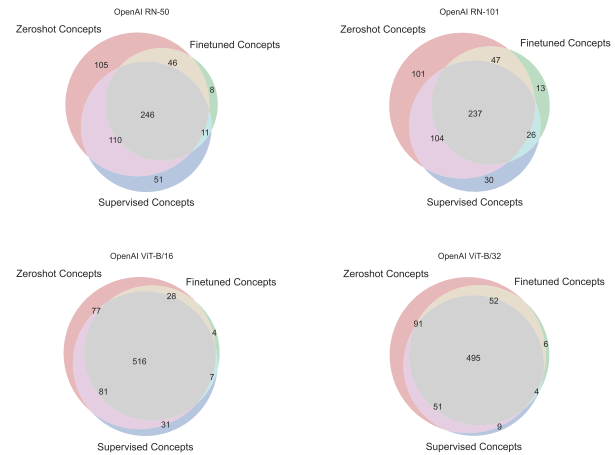 OpenAI RN-50
Zeroshot Concepts
Finetuned Concepts
105
46
8
246
11
110
51
Supervised Concepts
OpenAI RN-101
Zeroshot Concepts
Finetuned Concepts
101
47
13
237
26
104
30
Supervised Concepts
OpenAI ViT-B/16
Zeroshot Concepts
Finetuned Concepts
77
28
4
516
7
81
31
Supervised Concepts
OpenAI ViT-B/32
Zeroshot Concepts
Finetuned Concepts
91
52
6
495
4
51
9
Supervised Concepts